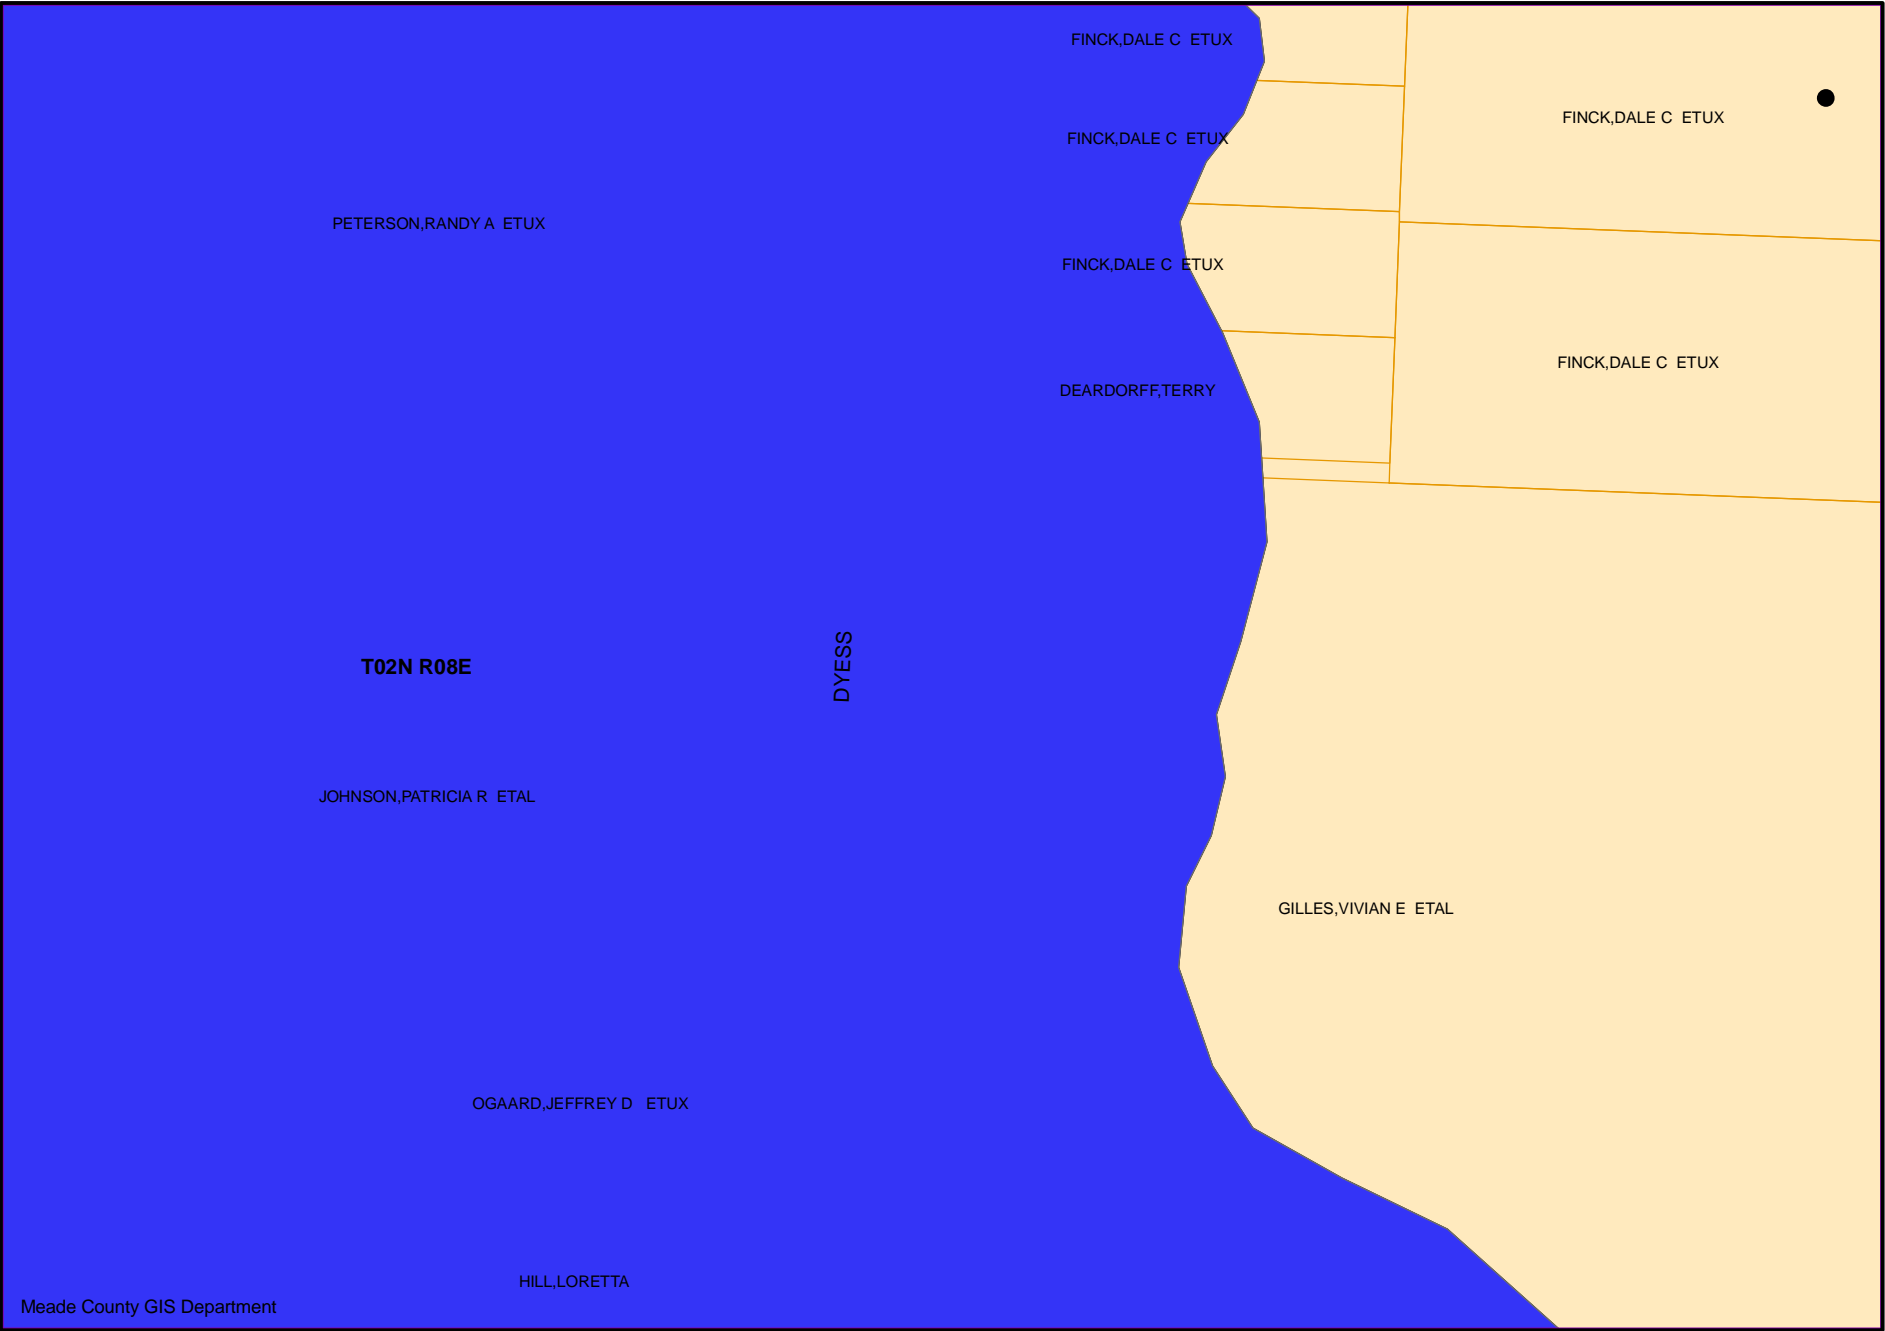 FINCK,DALE C  ETUX
FINCK,DALE C  ETUX
FINCK,DALE C  ETUX
PETERSON,RANDY A  ETUX
FINCK,DALE C  ETUX
FINCK,DALE C  ETUX
DEARDORFF,TERRY
T02N R08E
DYESS
JOHNSON,PATRICIA R  ETAL
GILLES,VIVIAN E  ETAL
OGAARD,JEFFREY D   ETUX
HILL,LORETTA
Meade County GIS Department